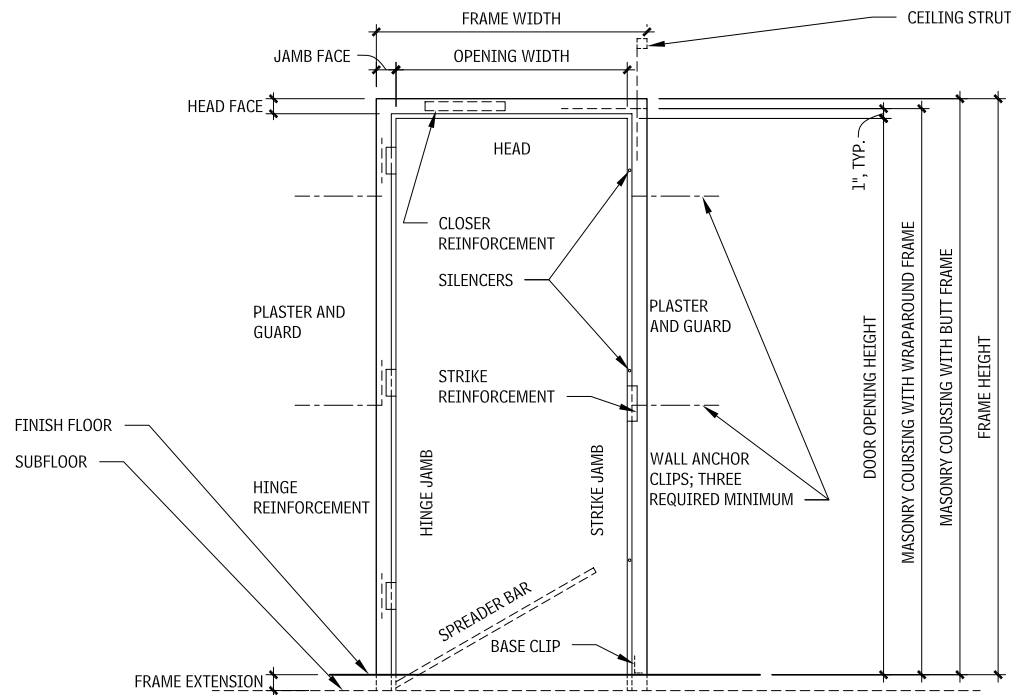 FRAME WIDTH
CEILING STRUT
JAMB FACE
OPENING WIDTH
HEAD FACE
HEAD
1", TYP.
CLOSER
REINFORCEMENT
SILENCERS
PLASTER AND
GUARD
PLASTER
AND GUARD
STRIKE
REINFORCEMENT
DOOR OPENING HEIGHT
MASONRY COURSING WITH WRAPAROUND FRAME
MASONRY COURSING WITH BUTT FRAME
FRAME HEIGHT
FINISH FLOOR
SUBFLOOR
HINGE
REINFORCEMENT
HINGE JAMB
STRIKE JAMB
WALL ANCHOR
CLIPS; THREE
REQUIRED MINIMUM
SPREADER BAR
BASE CLIP
FRAME EXTENSION